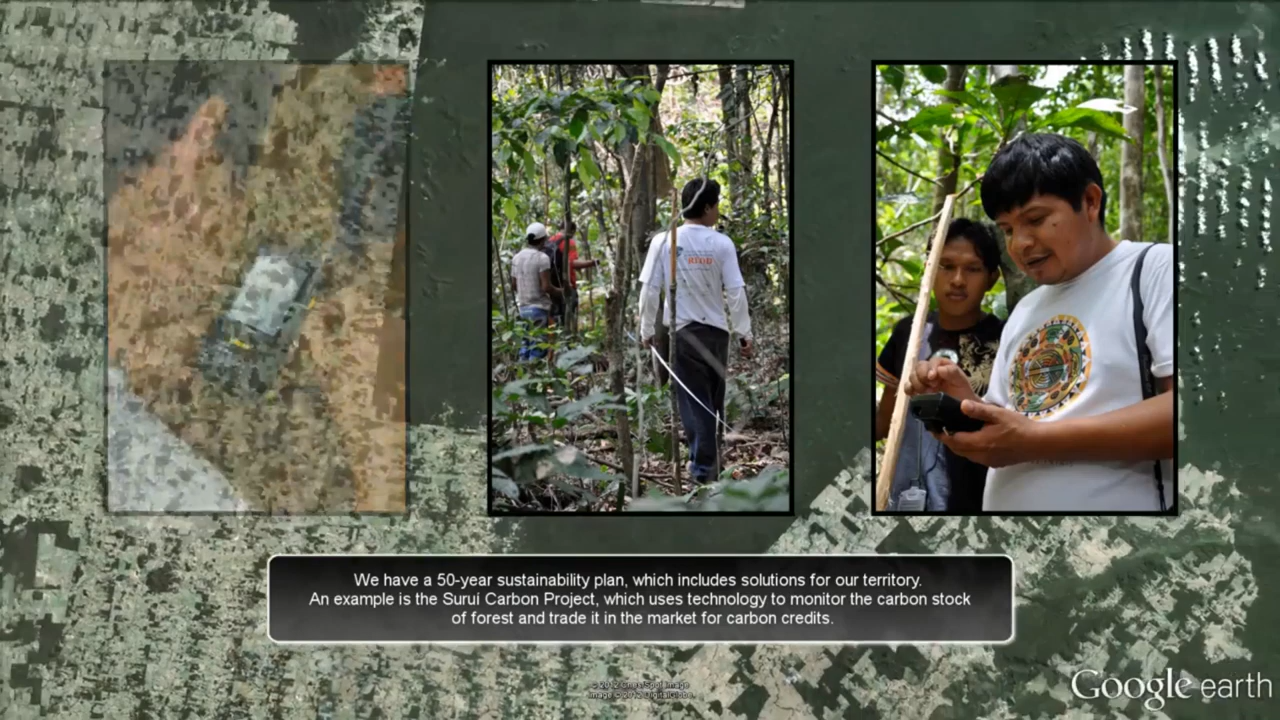 REDD
We have a 50-year sustainability plan, which includes solutions for our territory.
An example is the Suruí Carbon Project, which uses technology to monitor the carbon stock
of forest and trade it in the market for carbon credits.
Google earth